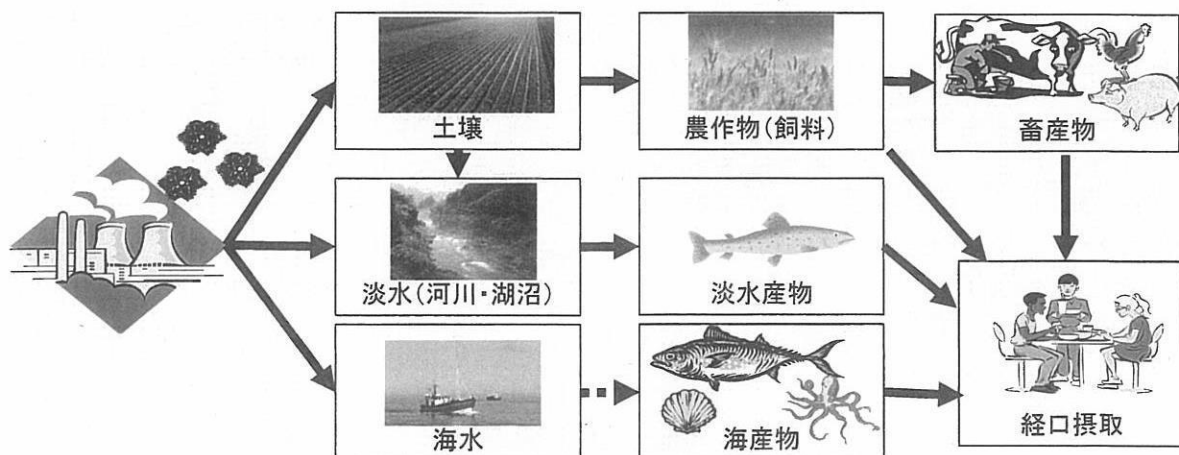 土壌
農作物(飼料)
畜産物
淡水(河川・湖沼)
淡水産物
海水
海産物
経口摂取